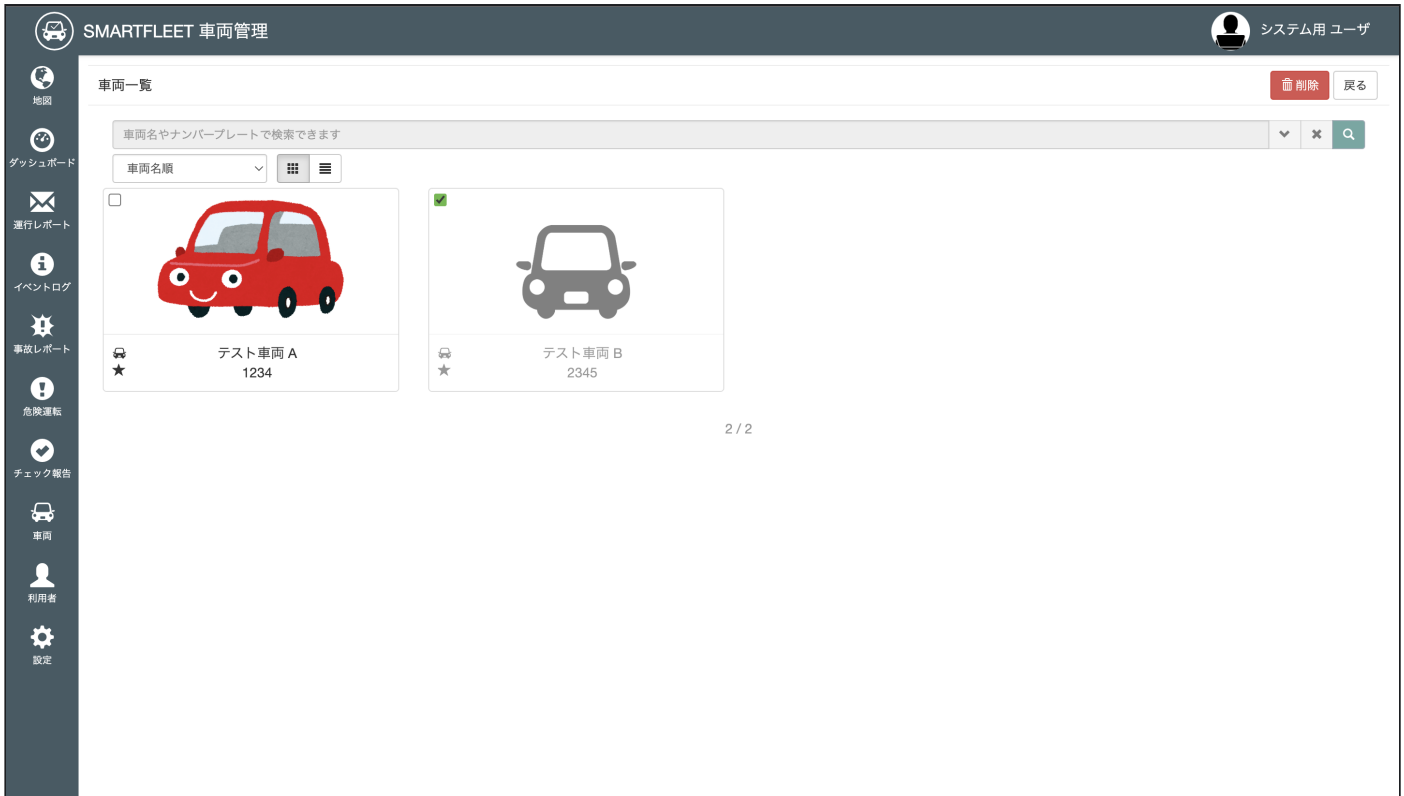 SMARTFLEET 車両管理
システム用 ユーザ
地図
ダッシュボード
運行レポート
イベントログ
事故レポート
危険運転
チェック報告
車両
利用者
設定
車両一覧
削除
戻る
車両名やナンバープレートで検索できます
車両名順
テスト車両 A
1234
テスト車両 B
2345
2 / 2